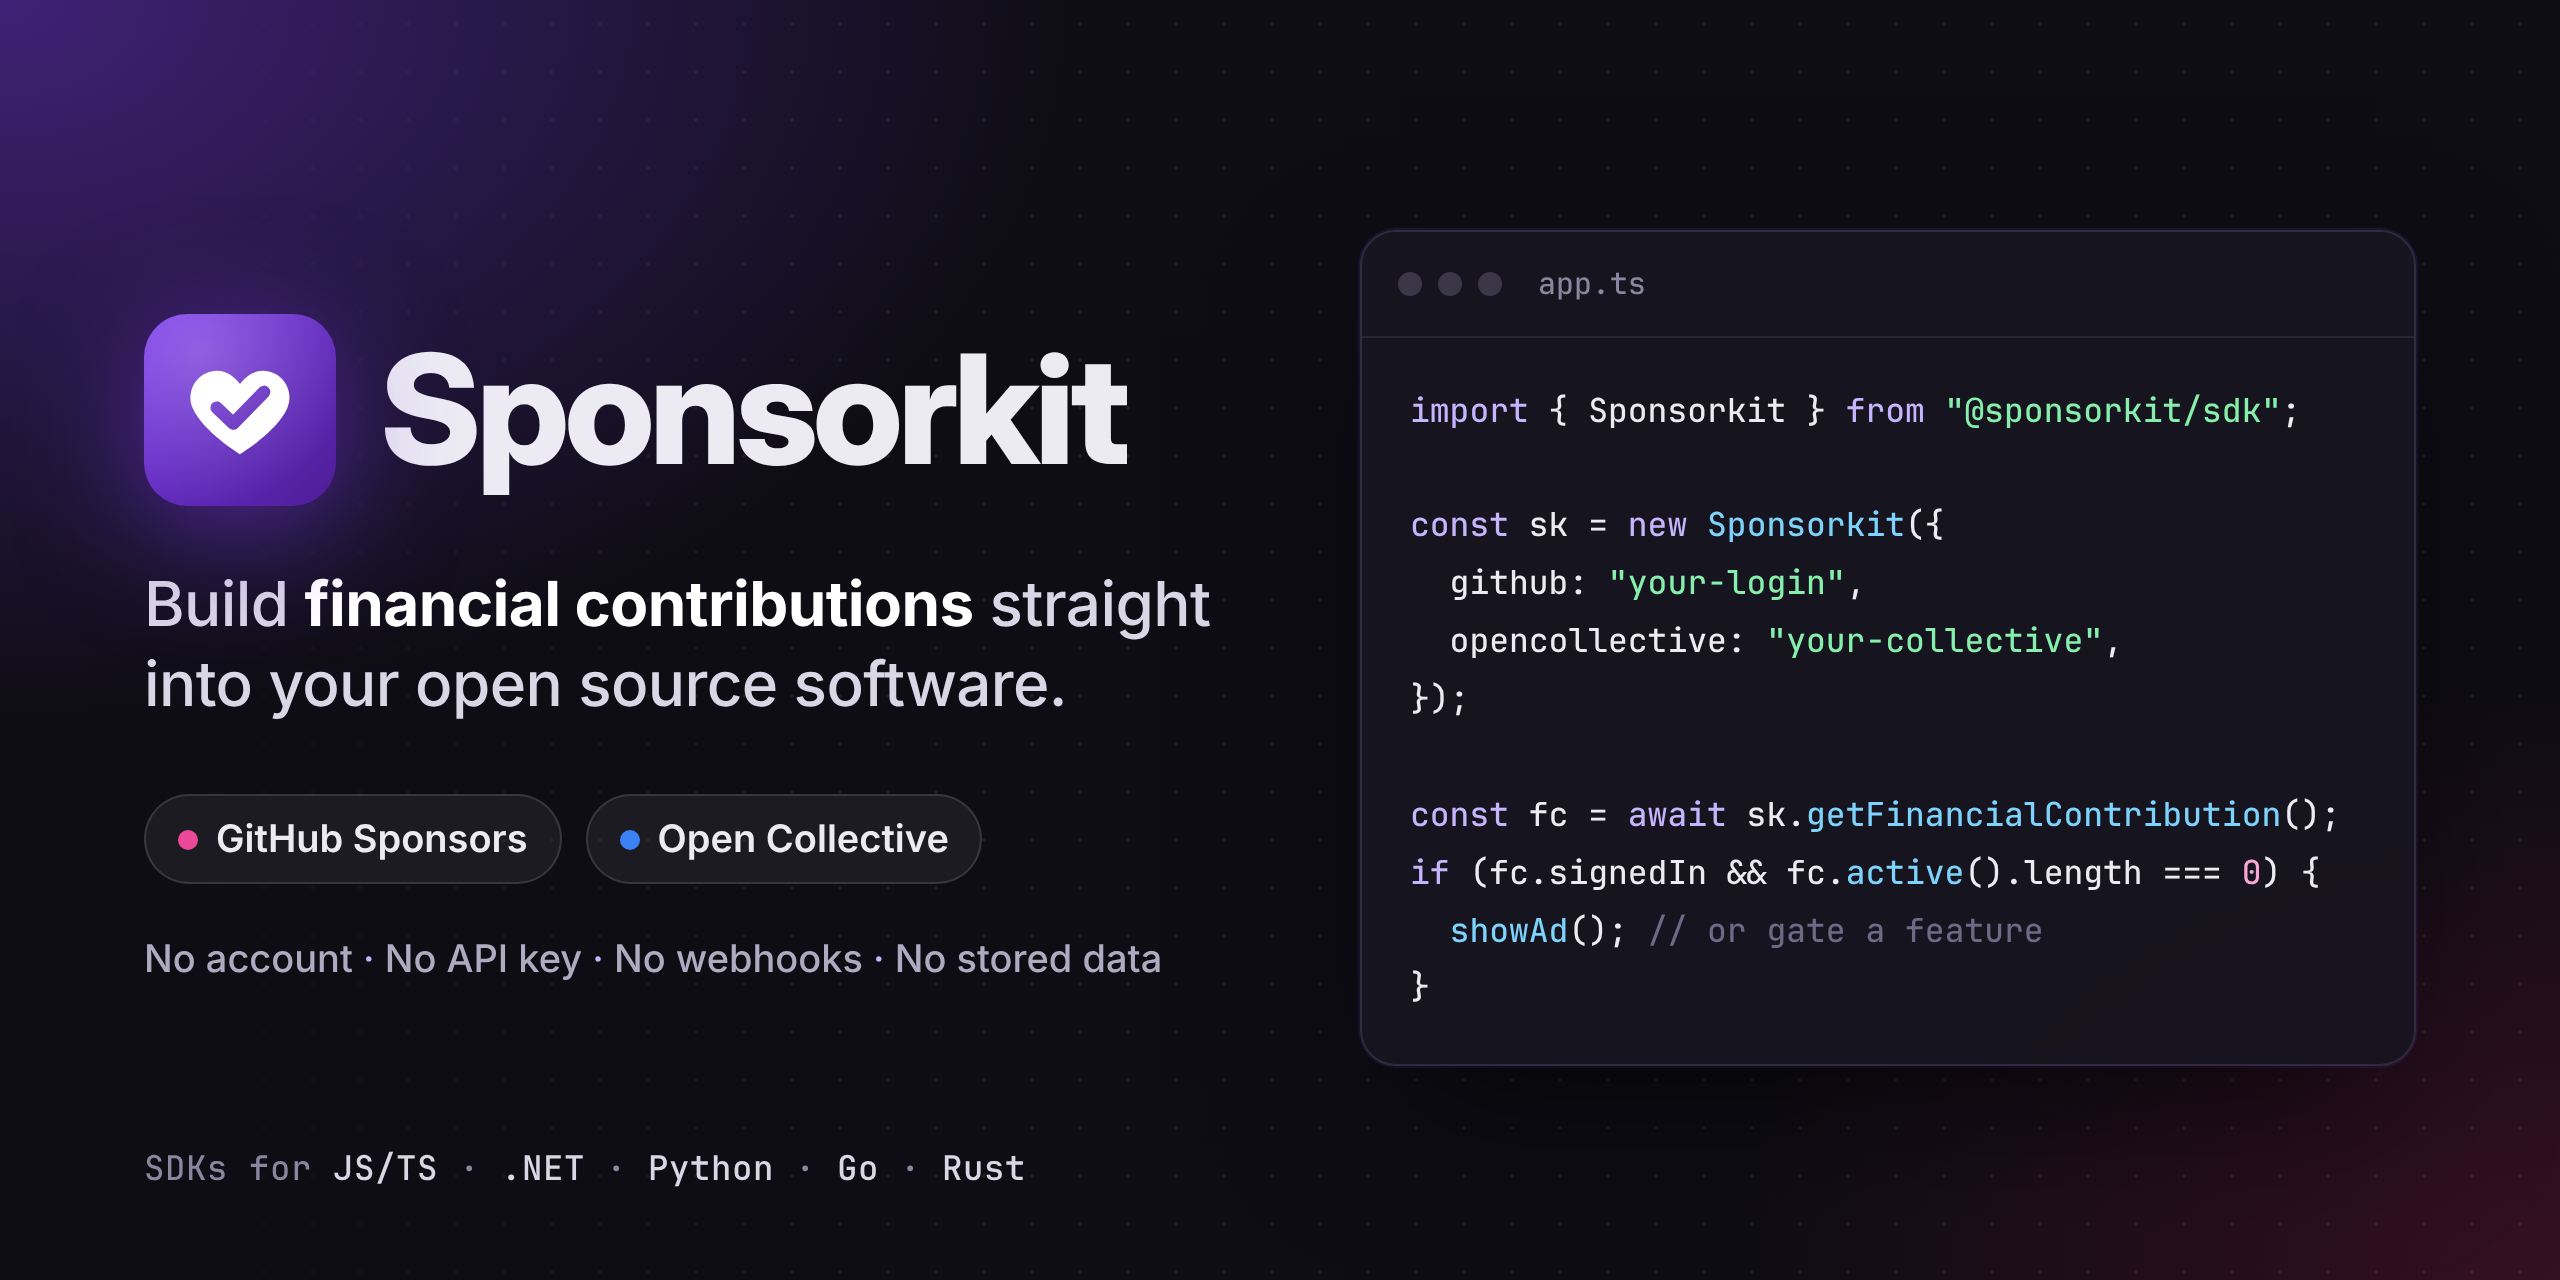 Sponsorkit
Build financial contributions straight
into your open source software.
GitHub Sponsors
Open Collective
No account · No API key · No webhooks · No stored data
SDKs for JS/TS · .NET · Python · Go · Rust
app.ts
import { Sponsorkit } from "@sponsorkit/sdk";
const sk = new Sponsorkit({
  github: "your-login",
  opencollective: "your-collective",
});
const fc = await sk.getFinancialContribution();
if (fc.signedIn && fc.active().length === 0) {
  showAd(); // or gate a feature
}